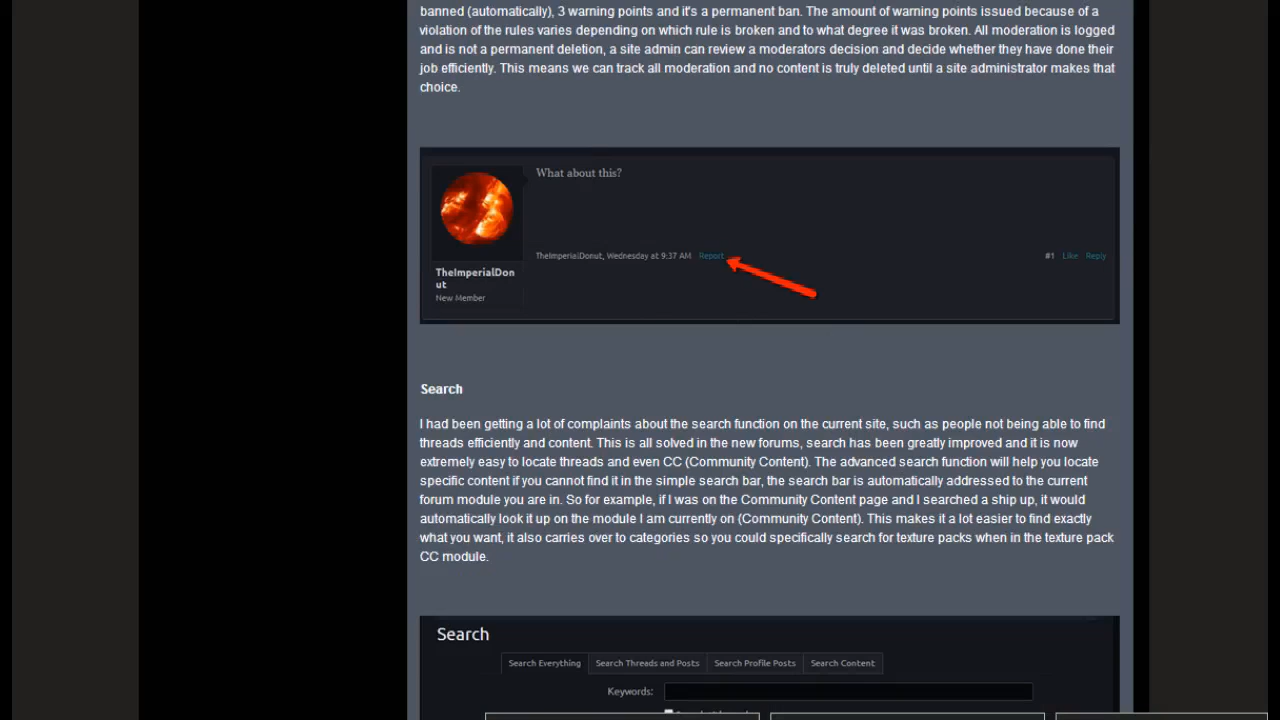 banned (automatically), 3 warning points and it's a permanent ban. The amount of warning points issued because of a
violation of the rules varies depending on which rule is broken and to what degree it was broken. All moderation is logged
and is not a permanent deletion, a site admin can review a moderators decision and decide whether they have done their
job efficiently. This means we can track all moderation and no content is truly deleted until a site administrator makes that
choice.
What about this?
TheImperialDonut, Wednesday at 9:37 AM Report
#1 Like Reply
TheImperialDon
ut
New Member
Search
I had been getting a lot of complaints about the search function on the current site, such as people not being able to find
threads efficiently and content. This is all solved in the new forums, search has been greatly improved and it is now
extremely easy to locate threads and even CC (Community Content). The advanced search function will help you locate
specific content if you cannot find it in the simple search bar, the search bar is automatically addressed to the current
forum module you are in. So for example, if I was on the Community Content page and I searched a ship up, it would
automatically look it up on the module I am currently on (Community Content). This makes it a lot easier to find exactly
what you want, it also carries over to categories so you could specifically search for texture packs when in the texture pack
CC module.
Search
Search Everything Search Threads and Posts Search Profile Posts Search Content
Keywords: